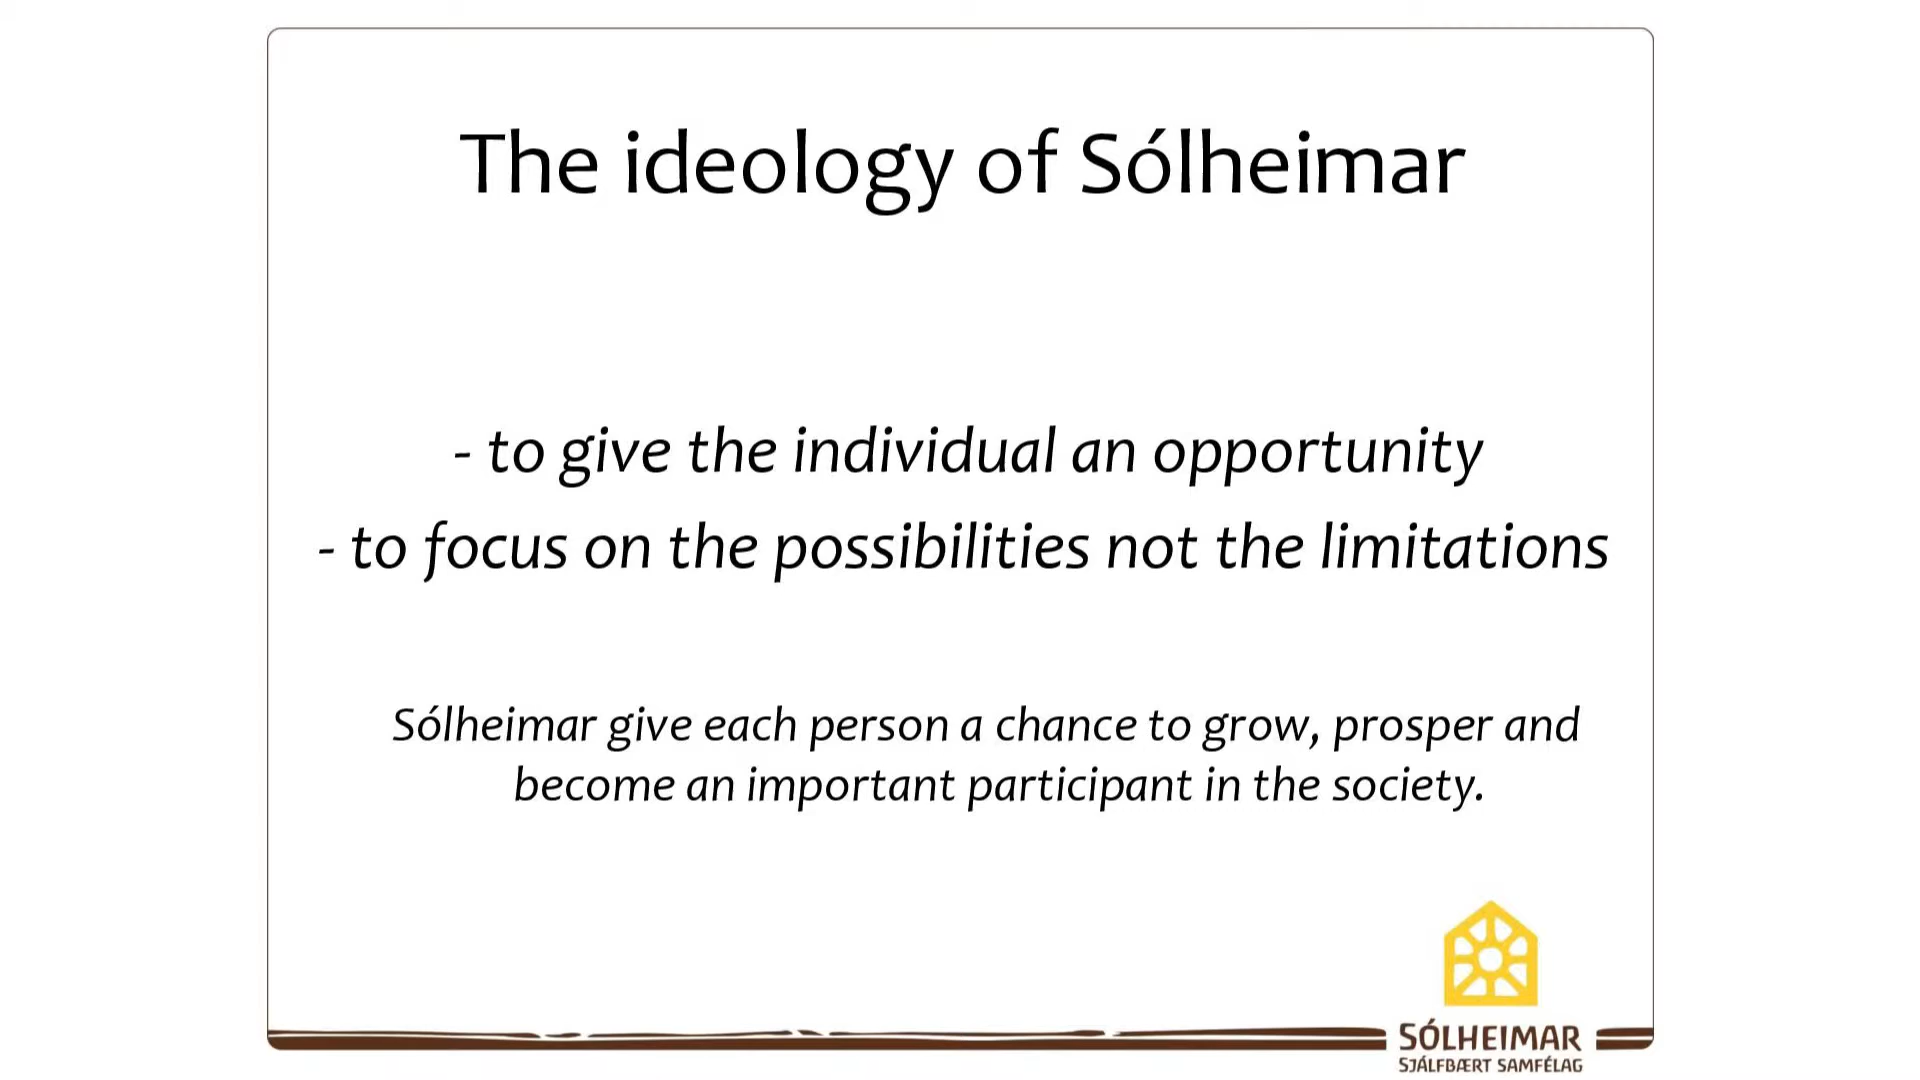 The ideology of Sólheimar
- to give the individual an opportunity
- to focus on the possibilities not the limitations
Sólheimar give each person a chance to grow, prosper and
become an important participant in the society.
SÓLHEIMAR
SJÁLFBÆRT SAMFÉLAG